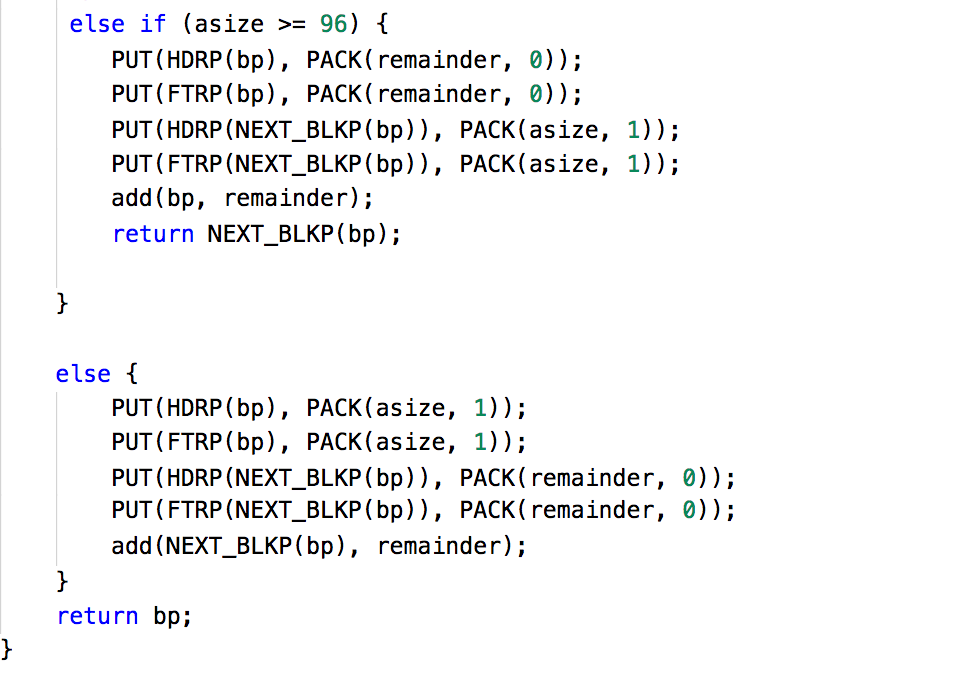 else if (asize >= 96) {
PUT(HDRP(bp), PACK(remainder, 0));
PUT(FTRP(bp), PACK(remainder, 0));
PUT(HDRP(NEXT_BLKP(bp)), PACK(asize, 1));
PUT(FTRP(NEXT_BLKP(bp)), PACK(asize, 1));
add(bp, remainder);
return NEXT_BLKP(bp);
}
else {
PUT(HDRP(bp), PACK(asize, 1));
PUT(FTRP(bp), PACK(asize, 1));
PUT(HDRP(NEXT_BLKP(bp)), PACK(remainder, 0));
PUT(FTRP(NEXT_BLKP(bp)), PACK(remainder, 0));
add(NEXT_BLKP(bp), remainder);
}
return bp;
}